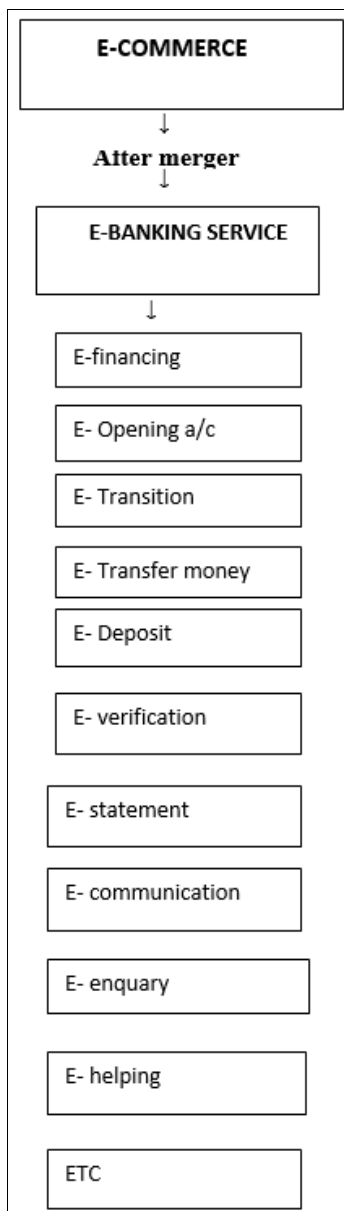 E-COMMERCE
↓
After merger
↓
E-BANKING SERVICE
↓
E-financing
E- Opening a/c
E- Transition
E- Transfer money
E- Deposit
E- verification
E- statement
E- communication
E- enquary
E- helping
ETC